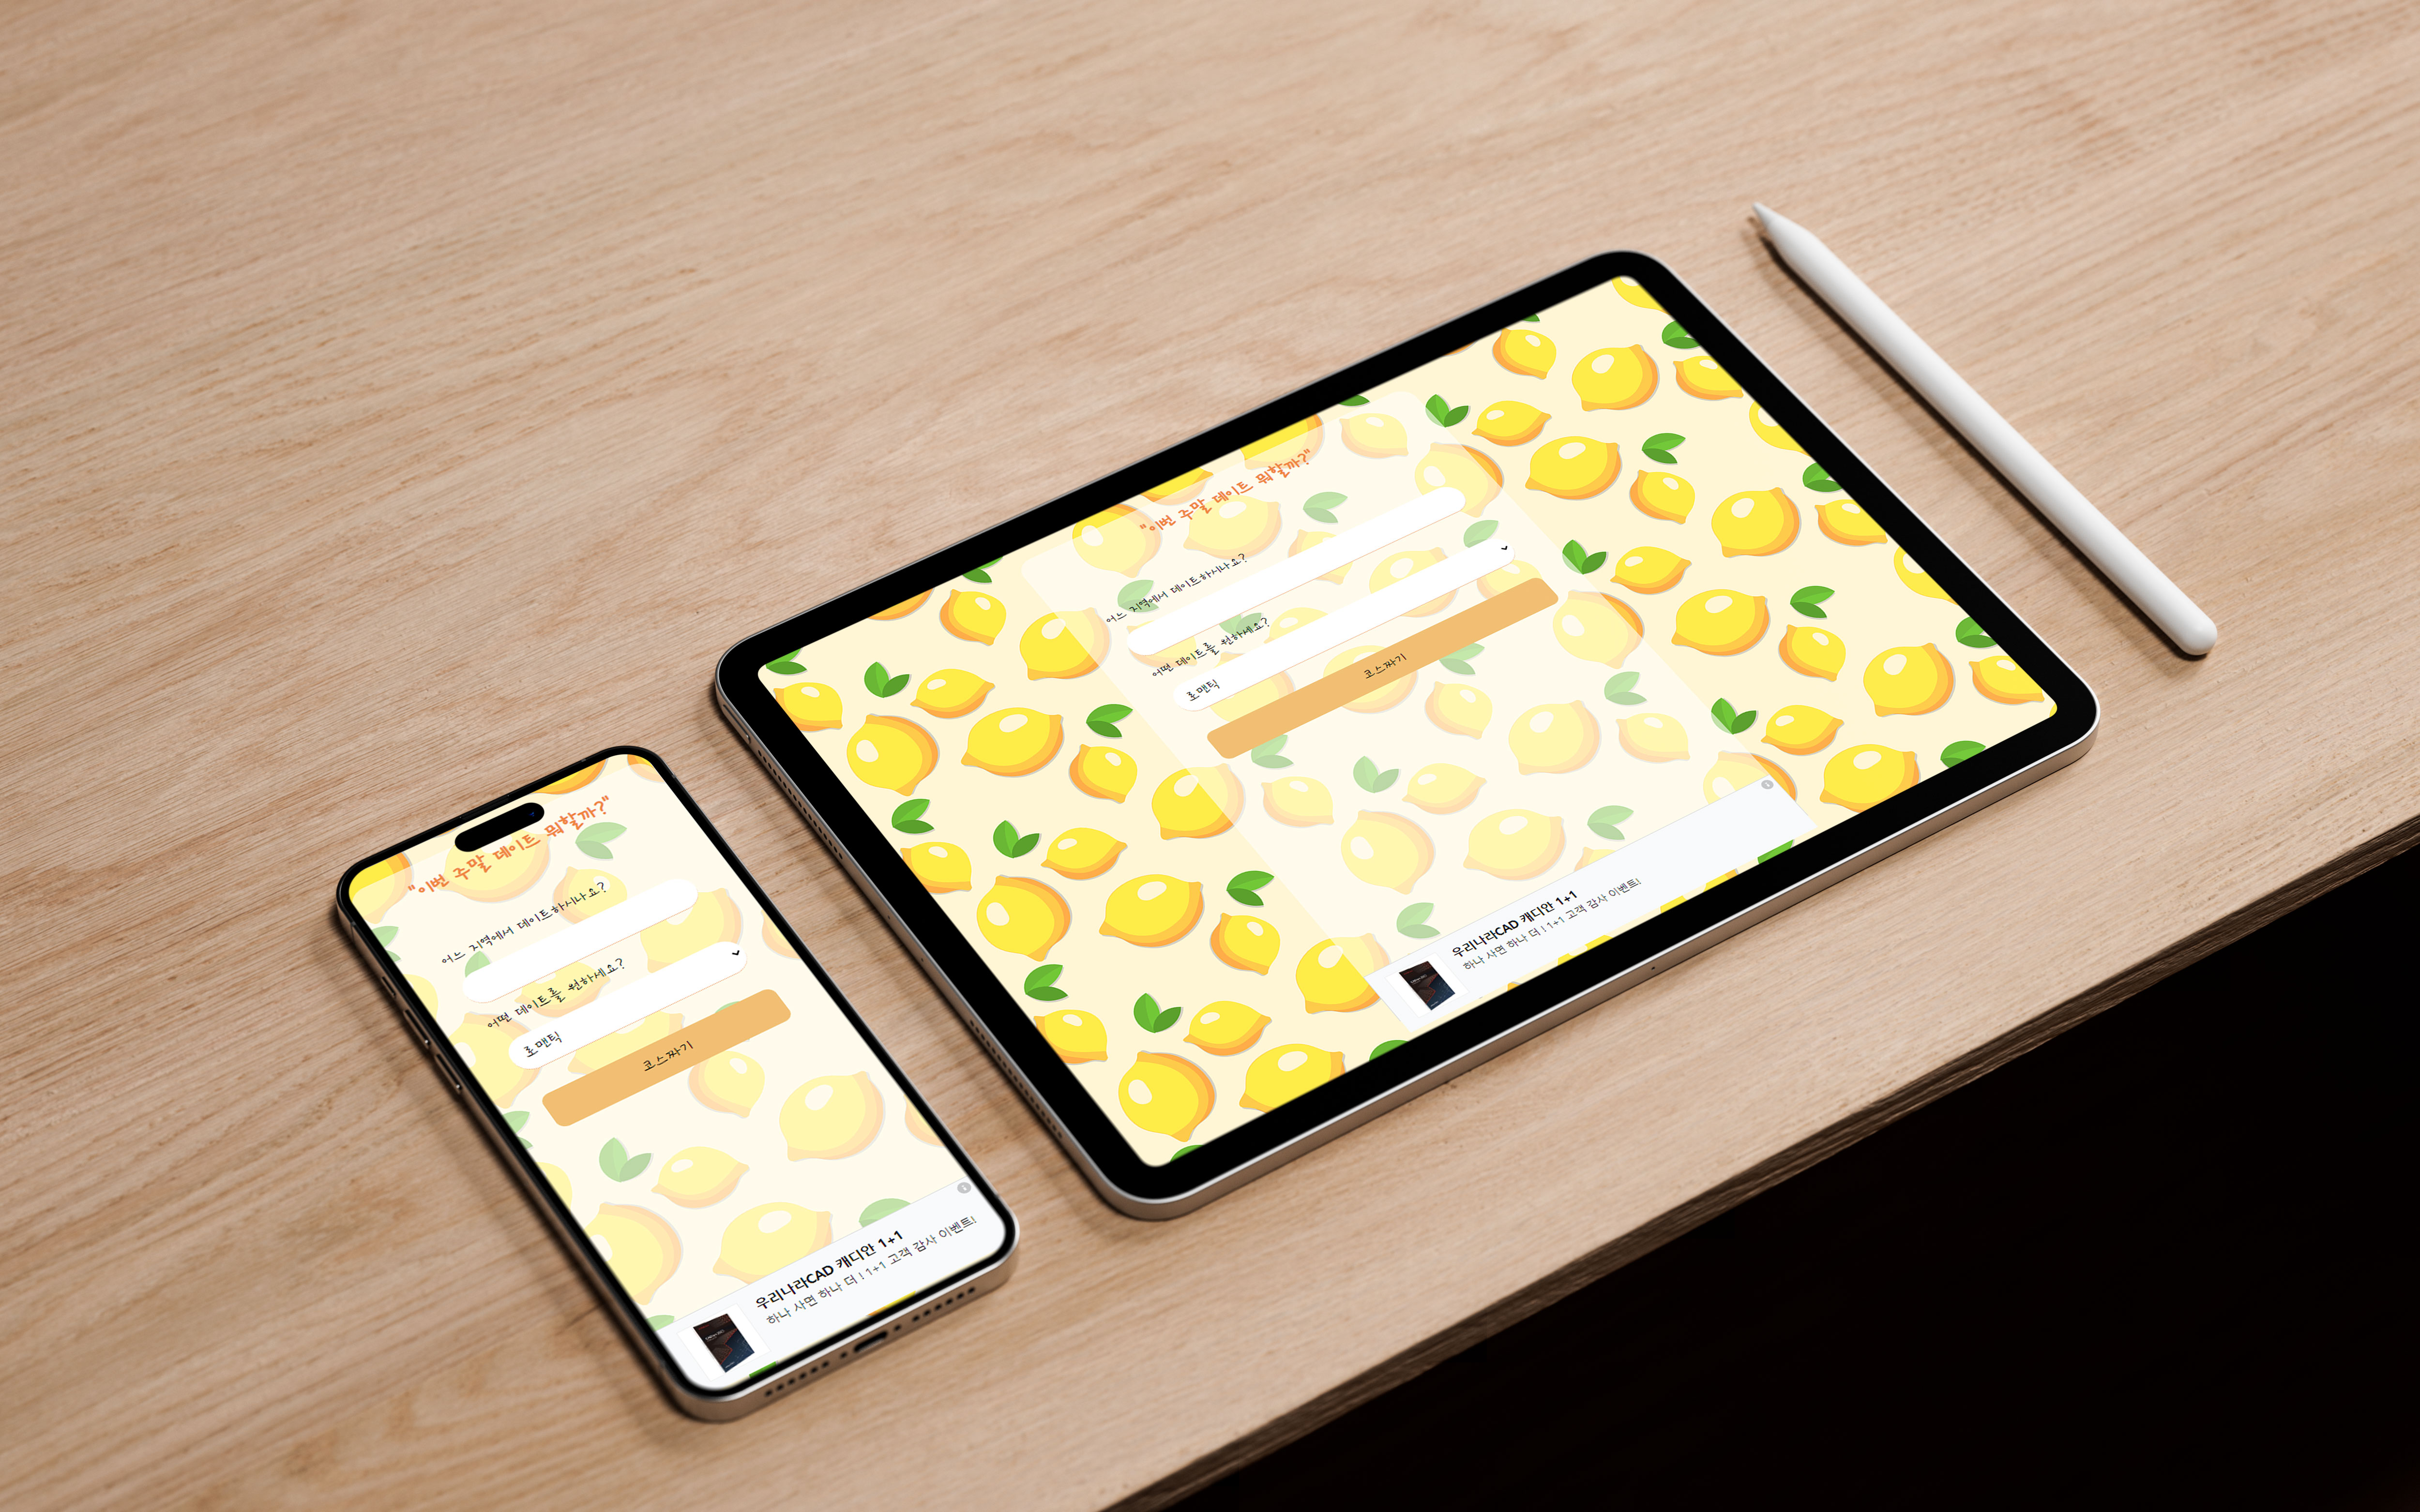 "이번 주말 데이트 뭐할까?"
어느 지역에서 데이트하시나요?
어떤 데이트를 원하세요?
로맨틱
코스짜기
우리나라CAD 캐디안 1+1
하나 사면 하나 더 ! 1+1 고객 감사 이벤트!
"이번 주말 데이트 뭐할까?"
어느 지역에서 데이트하시나요?
어떤 데이트를 원하세요?
로맨틱
코스짜기
우리나라CAD 캐디안 1+1
하나 사면 하나 더 ! 1+1 고객 감사 이벤트!